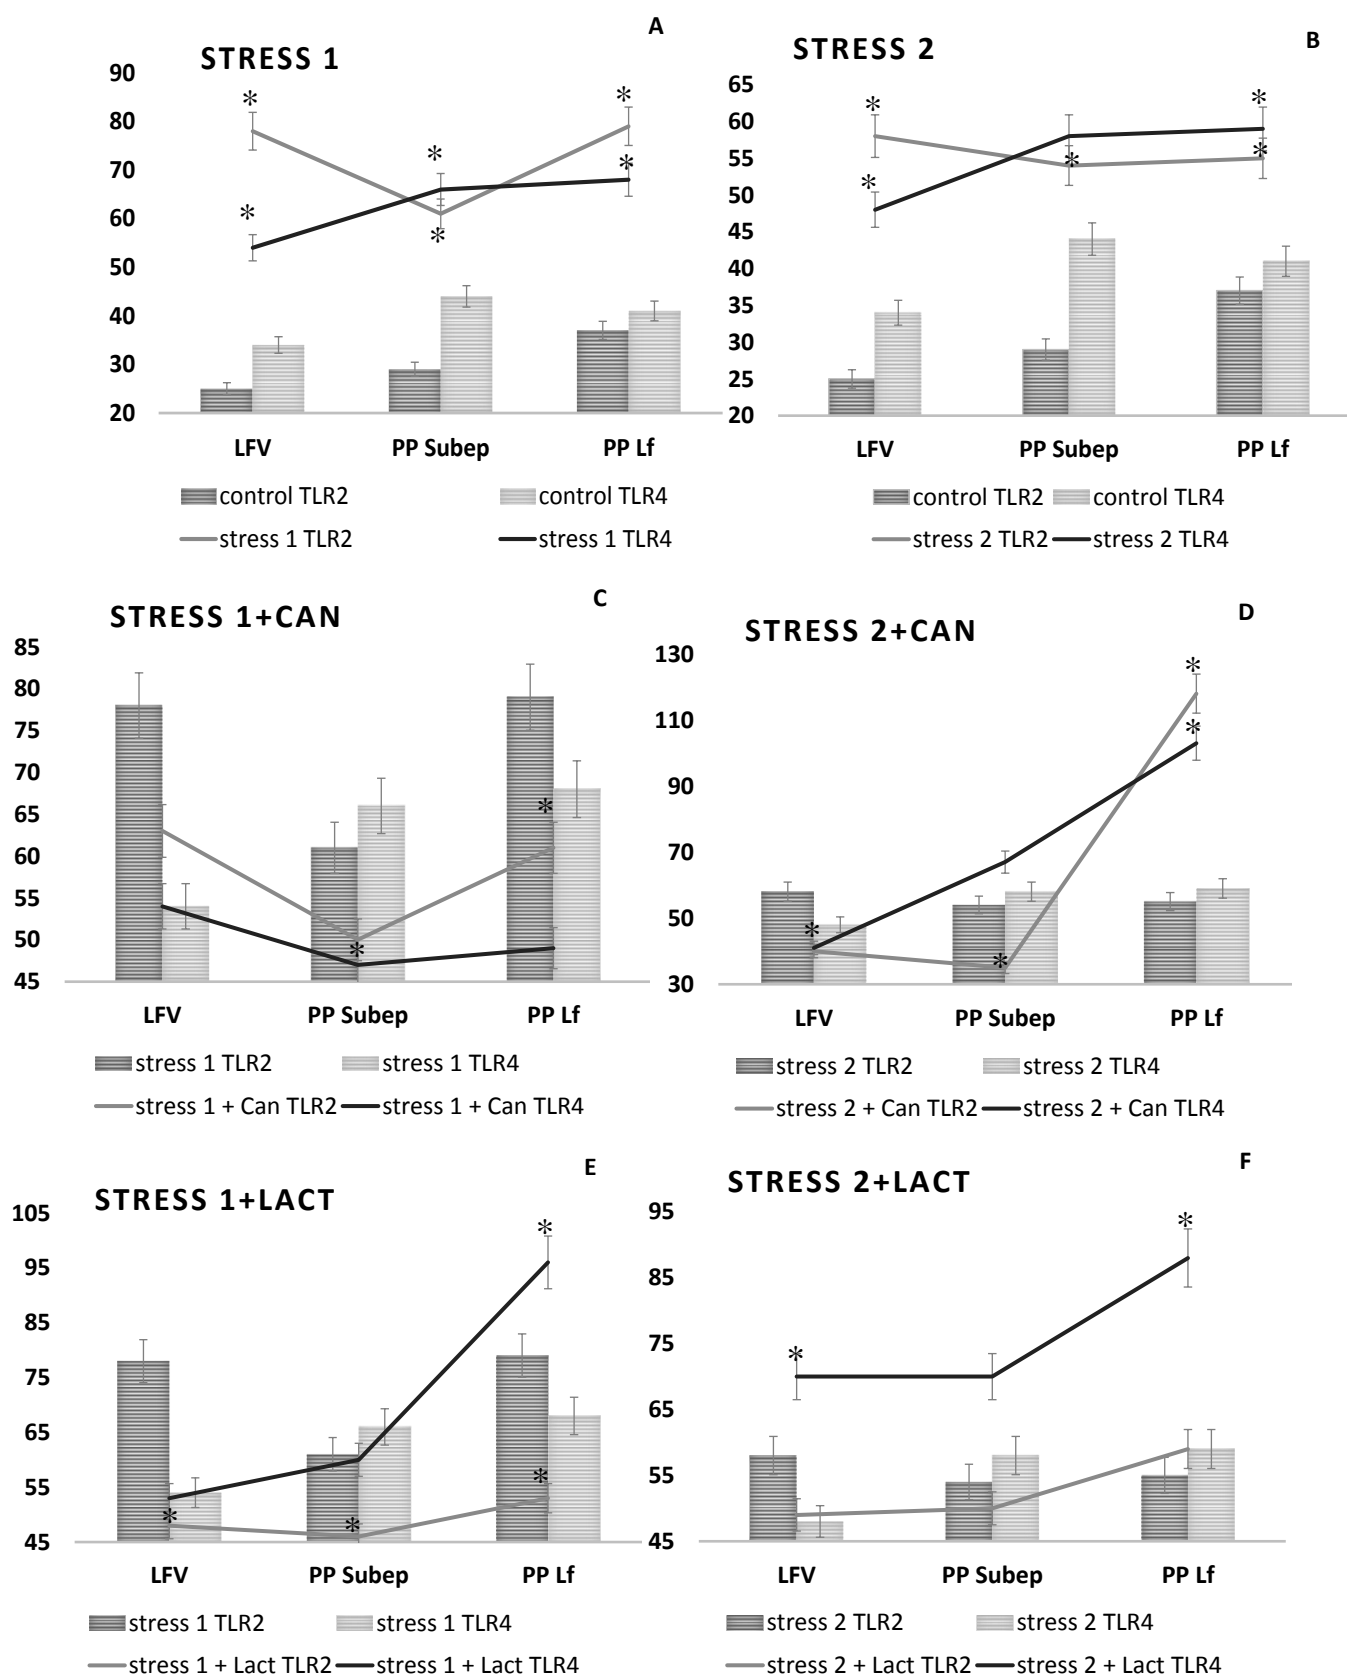 A
STRESS 1
90
80
70
60
50
40
30
20
*
*
*
*
*
*
LFV
PP Subep
PP Lf
control TLR2
control TLR4
stress 1 TLR2
stress 1 TLR4
B
STRESS 2
65
60
55
50
45
40
35
30
25
20
*
*
*
*
*
LFV
PP Subep
PP Lf
control TLR2
control TLR4
stress 2 TLR2
stress 2 TLR4
C
STRESS 1+CAN
85
80
75
70
65
60
55
50
45
*
*
LFV
PP Subep
PP Lf
stress 1 TLR2
stress 1 TLR4
stress 1 + Can TLR2
stress 1 + Can TLR4
D
STRESS 2+CAN
130
110
90
70
50
30
*
*
*
*
LFV
PP Subep
PP Lf
stress 2 TLR2
stress 2 TLR4
stress 2 + Can TLR2
stress 2 + Can TLR4
E
STRESS 1+LACT
105
95
85
75
65
55
45
*
*
*
*
LFV
PP Subep
PP Lf
stress 1 TLR2
stress 1 TLR4
stress 1 + Lact TLR2
stress 1 + Lact TLR4
F
STRESS 2+LACT
95
85
75
65
55
45
*
*
LFV
PP Subep
PP Lf
stress 2 TLR2
stress 2 TLR4
stress 2 + Lact TLR2
stress 2 + Lact TLR4